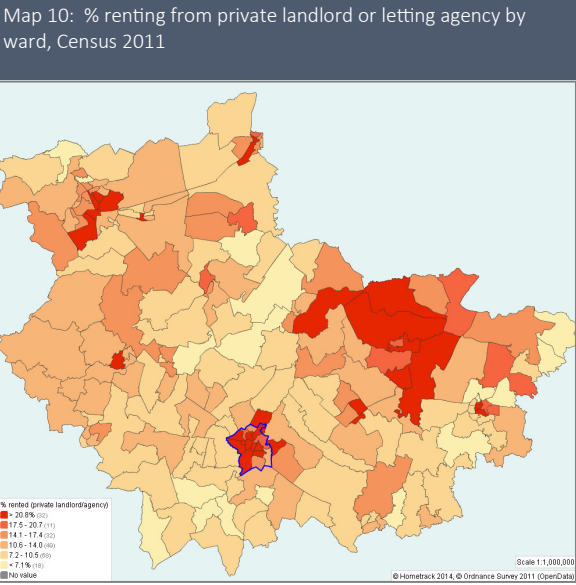 Map 10:  % renting from private landlord or letting agency by
ward, Census 2011
% rented (private landlord/agency)
> 20.8% (32)
17.5 - 20.7 (11)
14.1 - 17.4 (32)
10.6 - 14.0 (49)
7.2 - 10.5 (59)
< 7.1% (18)
No value
Scale 1:1,000,000
© Hometrack 2014, © Ordnance Survey 2011 (OpenData)